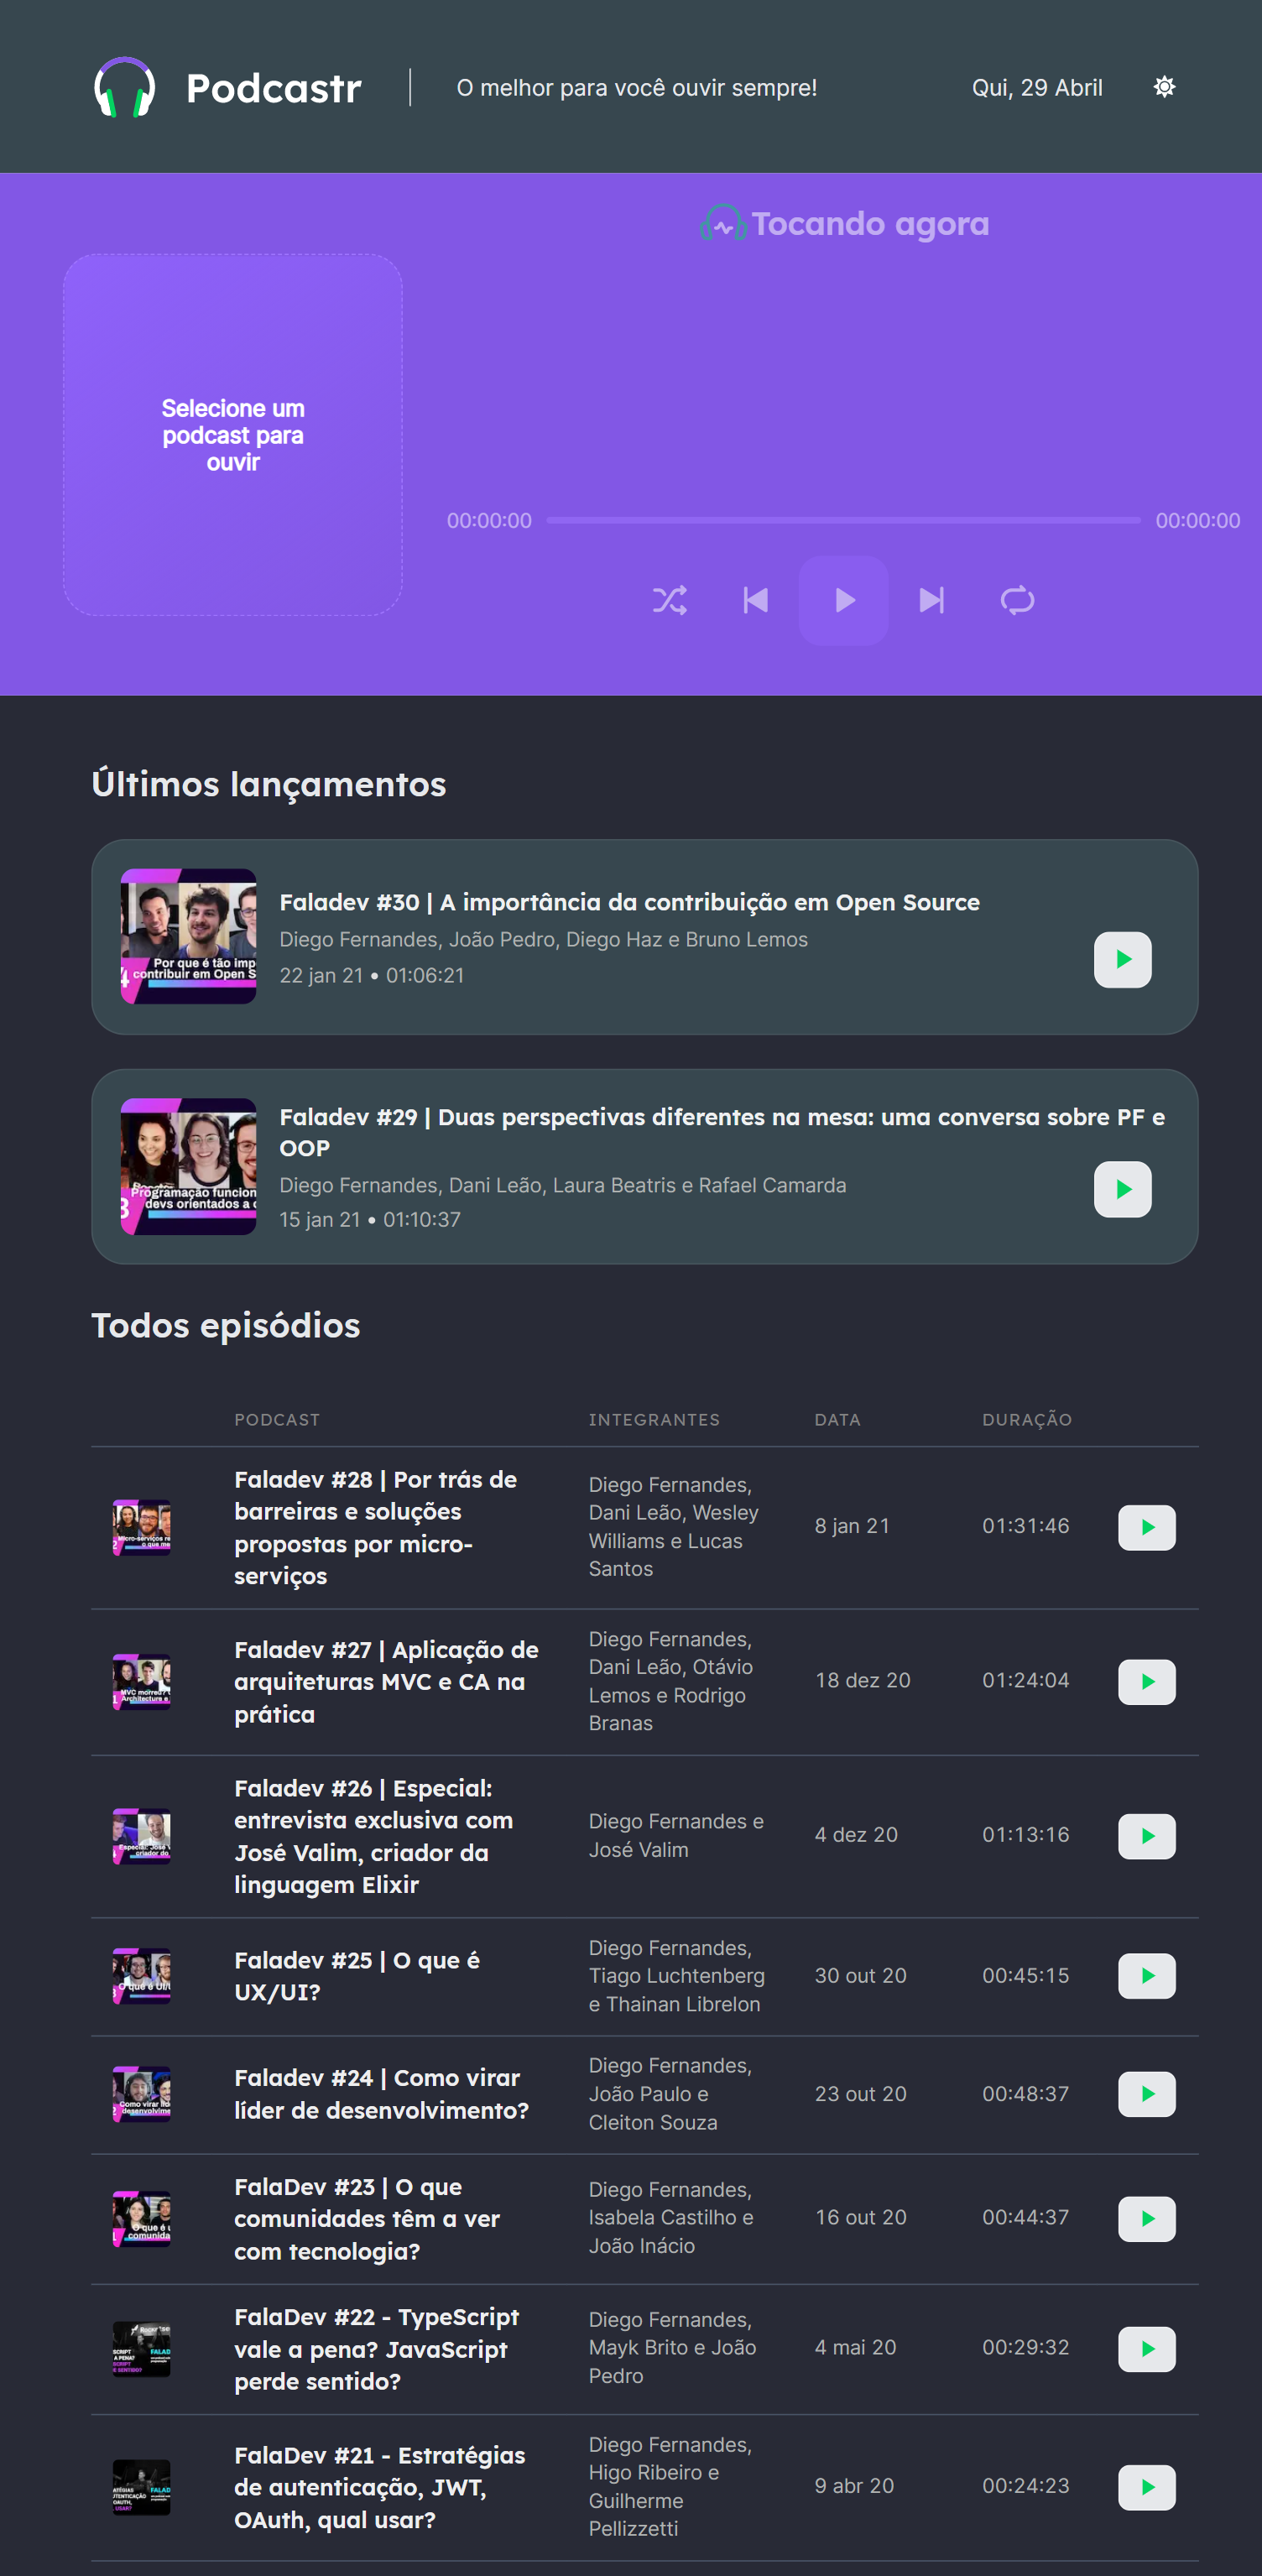 Podcastr
O melhor para você ouvir sempre!
Qui, 29 Abril
Tocando agora
Selecione um
podcast para
ouvir
00:00:00
00:00:00
Últimos lançamentos
Por que é tão imp
contribuir em Open S
Faladev #30 | A importância da contribuição em Open Source
Diego Fernandes, João Pedro, Diego Haz e Bruno Lemos
22 jan 21 • 01:06:21
Programação funcion
devs orientados a
Faladev #29 | Duas perspectivas diferentes na mesa: uma conversa sobre PF e
OOP
Diego Fernandes, Dani Leão, Laura Beatris e Rafael Camarda
15 jan 21 • 01:10:37
Todos episódios
PODCAST INTEGRANTES DATA DURAÇÃO
Faladev #28 | Por trás de
barreiras e soluções
propostas por micro-
serviços
Diego Fernandes,
Dani Leão, Wesley
Williams e Lucas
Santos
8 jan 21
01:31:46
Faladev #27 | Aplicação de
arquiteturas MVC e CA na
prática
Diego Fernandes,
Dani Leão, Otávio
Lemos e Rodrigo
Branas
18 dez 20
01:24:04
Faladev #26 | Especial:
entrevista exclusiva com
José Valim, criador da
linguagem Elixir
Diego Fernandes e
José Valim
4 dez 20
01:13:16
Faladev #25 | O que é
UX/UI?
Diego Fernandes,
Tiago Luchtenberg
e Thainan Librelon
30 out 20
00:45:15
Faladev #24 | Como virar
líder de desenvolvimento?
Diego Fernandes,
João Paulo e
Cleiton Souza
23 out 20
00:48:37
FalaDev #23 | O que
comunidades têm a ver
com tecnologia?
Diego Fernandes,
Isabela Castilho e
João Inácio
16 out 20
00:44:37
FalaDev #22 - TypeScript
vale a pena? JavaScript
perde sentido?
Diego Fernandes,
Mayk Brito e João
Pedro
4 mai 20
00:29:32
FalaDev #21 - Estratégias
de autenticação, JWT,
OAuth, qual usar?
Diego Fernandes,
Higo Ribeiro e
Guilherme
Pellizzetti
9 abr 20
00:24:23